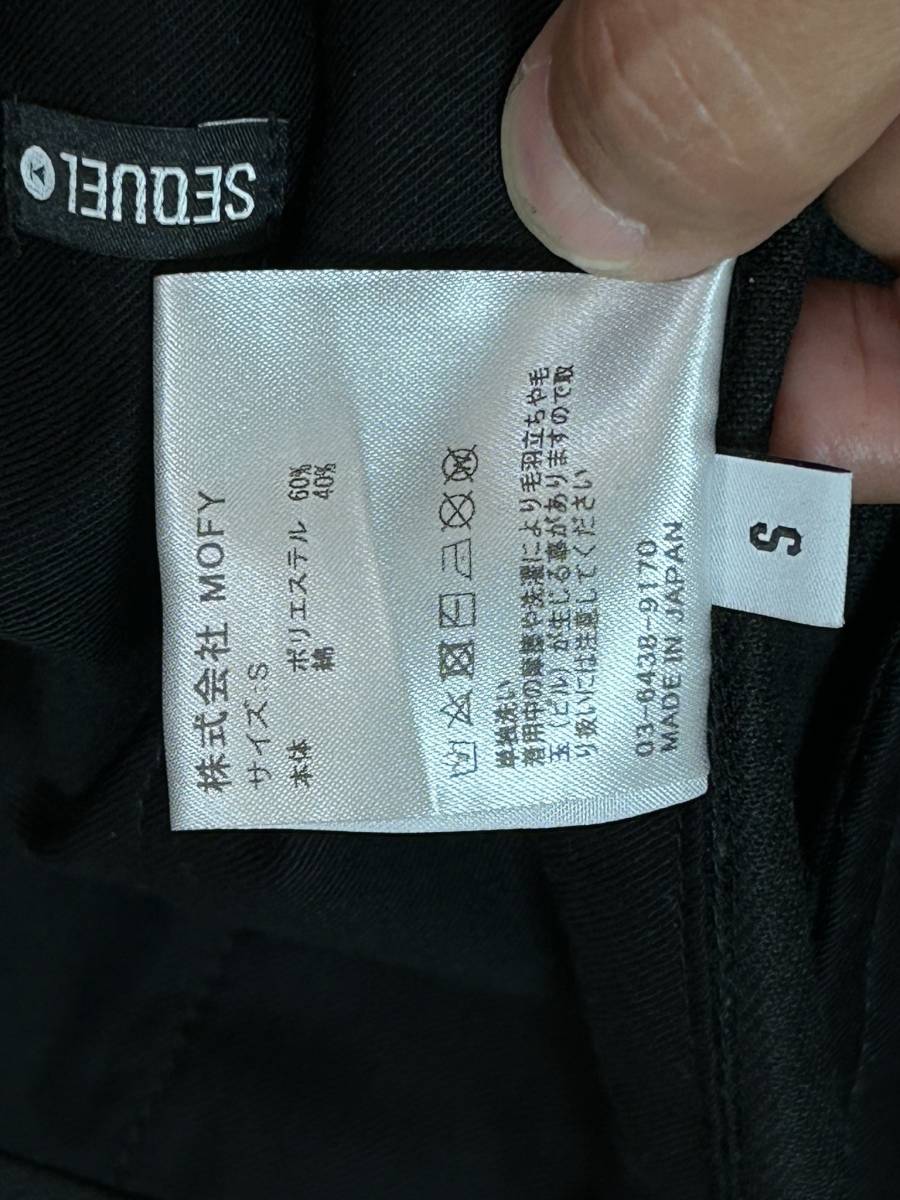 SEQUEL
株式会社 MOFY
サイズ:S
本体 ポリエステル 60%
綿 40%
単独洗い
着用中の摩擦や洗濯により毛羽立ちや毛
玉（ピル）が生じる事がありますので取
り扱いには注意してください
03-6438-9170
MADE IN JAPAN
S